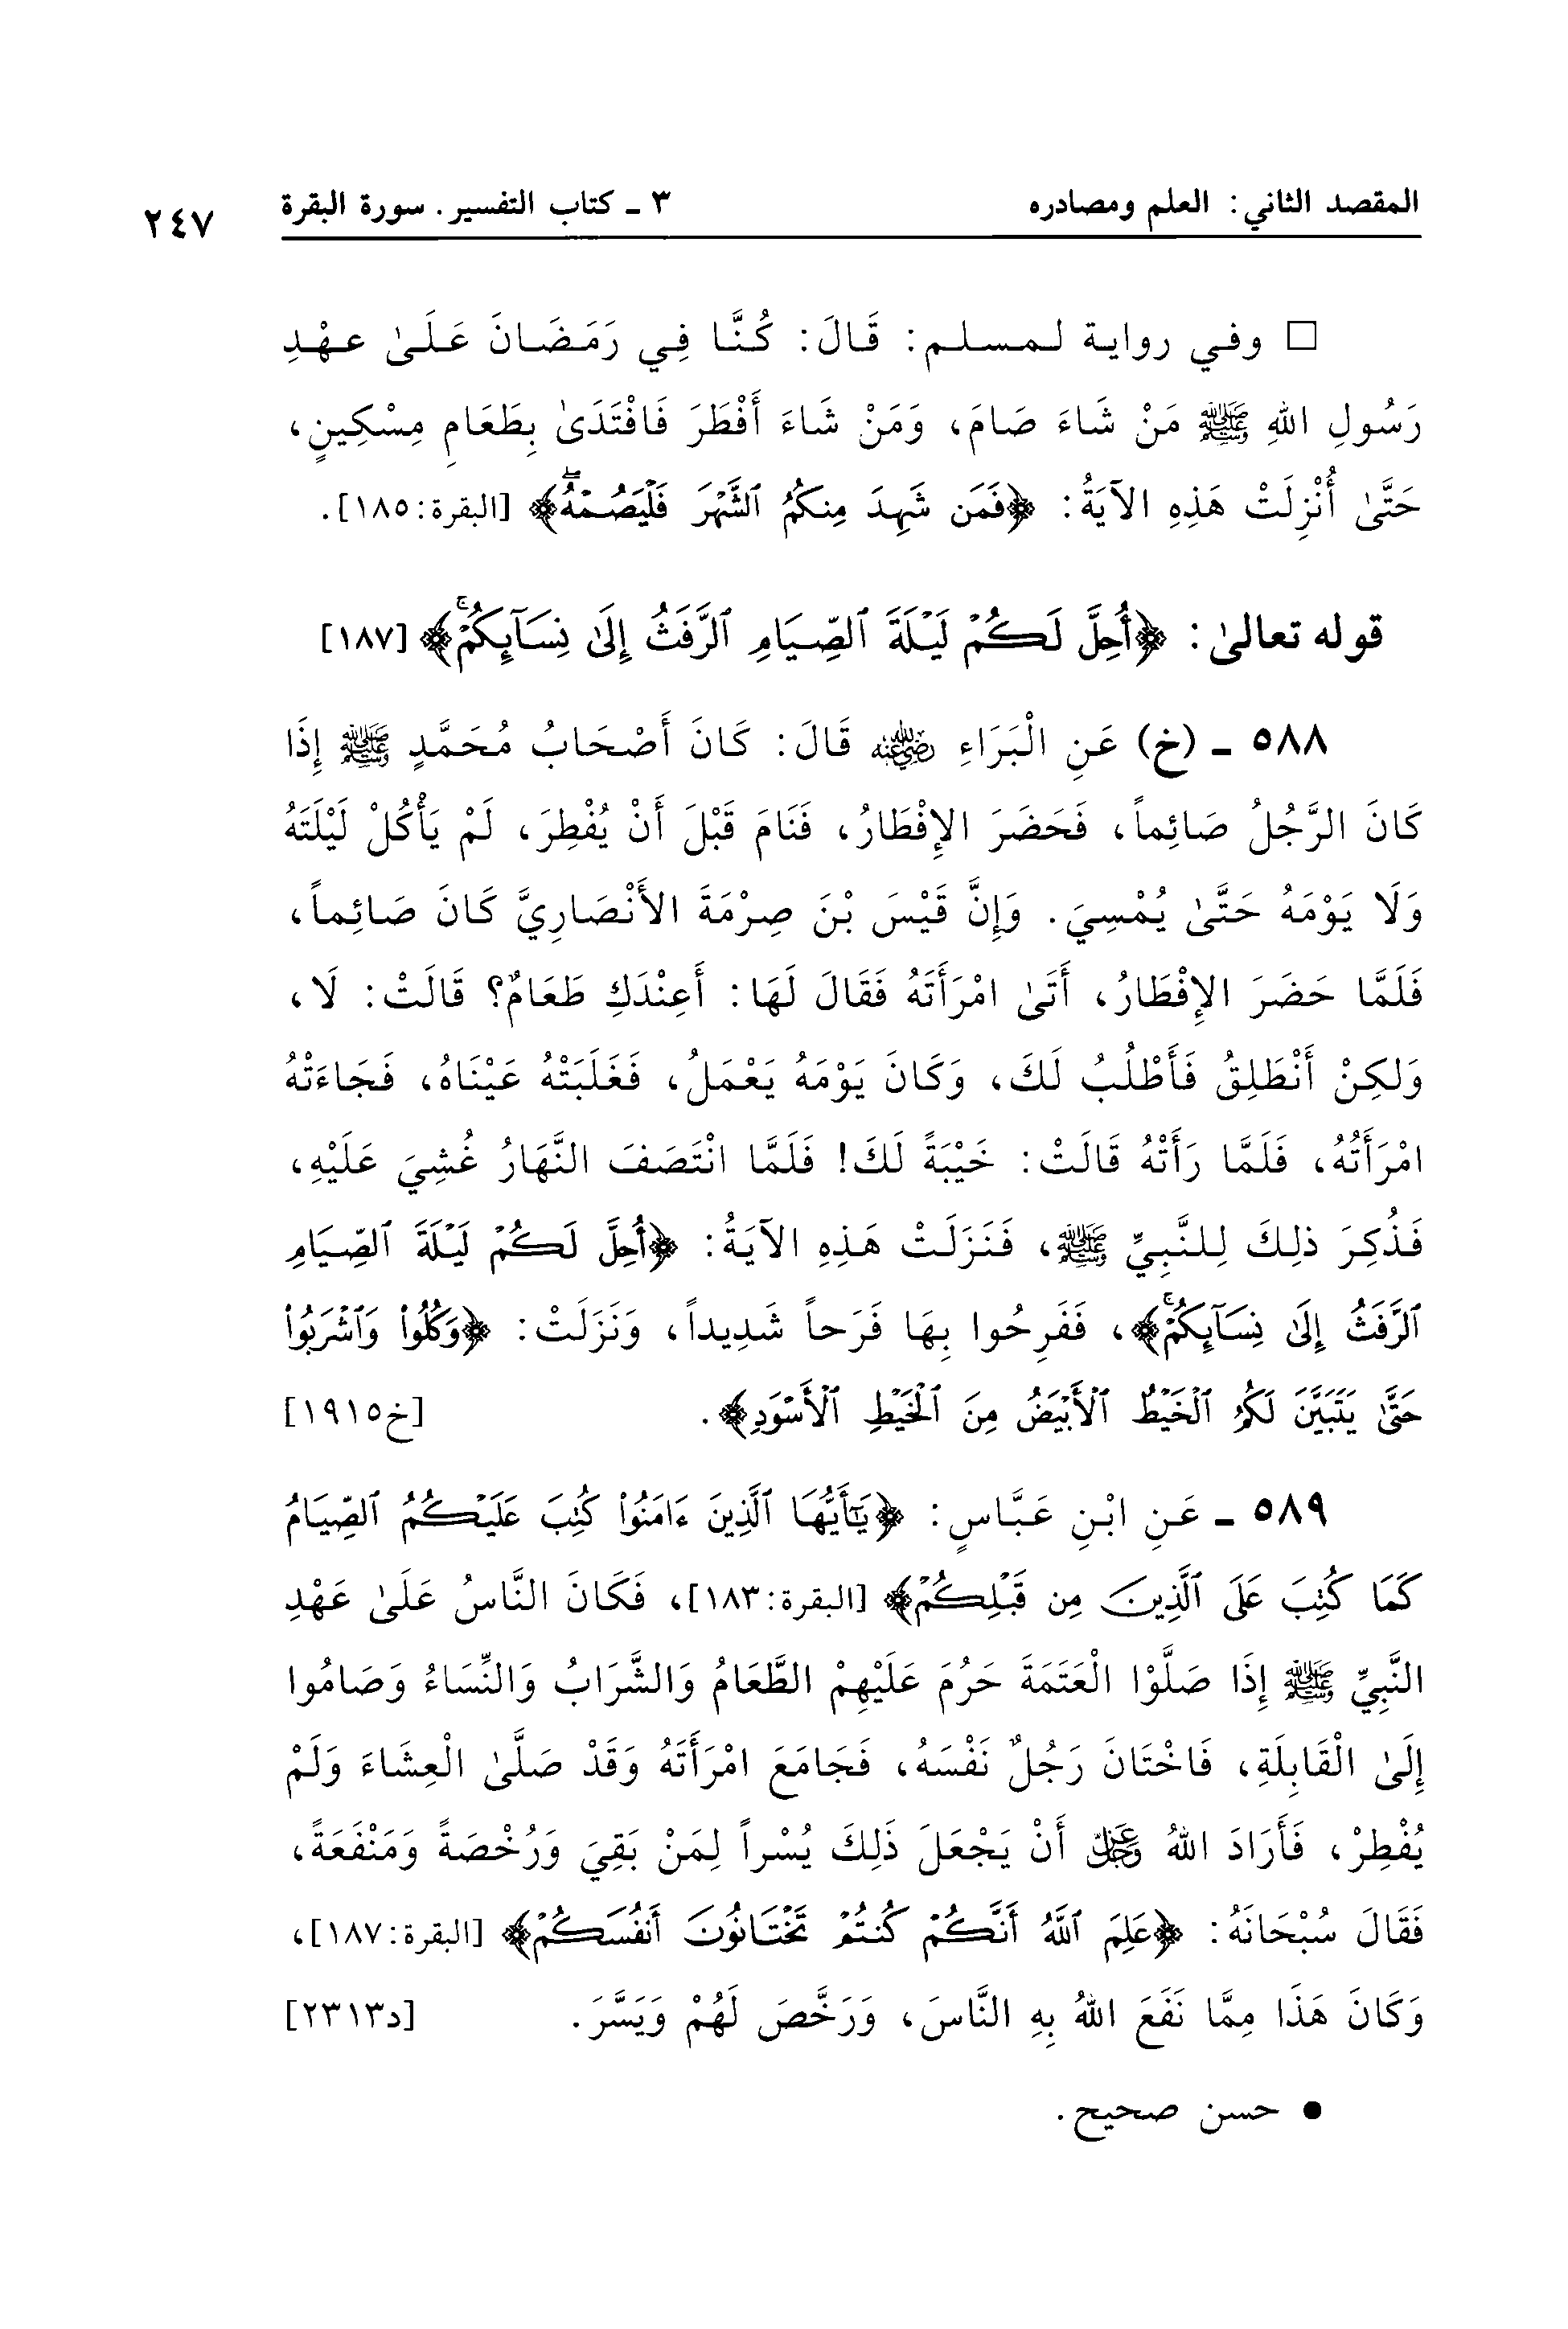 المقصد الثاني: العلم ومصادره ٣ - كتاب التفسير. سورة البقرة ٢٤٧
□ وفي رواية لمسلم: قَالَ: كُنَّا فِي رَمَضَانَ عَلَىٰ عهْدِ
رَسُولِ اللهِ ﷺ مَنْ شَاءَ صَامَ، وَمَنْ شَاءَ أَفْطَرَ فَافْتَدَىٰ بِطَعَامِ مِسْكِينٍ،
حَتَّىٰ أُنْزِلَتْ هَذِهِ الآيَةُ: ﴿فَمَن شَهِدَ مِنكُمُ ٱلشَّهْرَ فَلْيَصُمْهُۖ﴾ [البقرة:١٨٥].
قوله تعالىٰ: ﴿أُحِلَّ لَكُمْ لَيْلَةَ ٱلصِّيَامِ ٱلرَّفَثُ إِلَىٰ نِسَآئِكُمْۚ﴾ [١٨٧]
٥٨٨ - (خ) عَنِ الْبَرَاءِ رضي الله عنه قَالَ: كَانَ أَصْحَابُ مُحَمَّدٍ ﷺ إِذَا
كَانَ الرَّجُلُ صَائِماً، فَحَضَرَ الإِفْطَارُ، فَنَامَ قَبْلَ أَنْ يُفْطِرَ، لَمْ يَأْكُلْ لَيْلَتَهُ
وَلَا يَوْمَهُ حَتَّىٰ يُمْسِيَ. وَإِنَّ قَيْسَ بْنَ صِرْمَةَ الأَنْصَارِيَّ كَانَ صَائِماً،
فَلَمَّا حَضَرَ الإِفْطَارُ، أَتَىٰ امْرَأَتَهُ فَقَالَ لَهَا: أَعِنْدَكِ طَعَامٌ؟ قَالَتْ: لَا،
وَلكِنْ أَنْطَلِقُ فَأَطْلُبُ لَكَ، وَكَانَ يَوْمَهُ يَعْمَلُ، فَغَلَبَتْهُ عَيْنَاهُ، فَجَاءَتْهُ
امْرَأَتُهُ، فَلَمَّا رَأَتْهُ قَالَتْ: خَيْبَةً لَكَ! فَلَمَّا انْتَصَفَ النَّهَارُ غُشِيَ عَلَيْهِ،
فَذُكِرَ ذلِكَ لِلنَّبِيِّ ﷺ، فَنَزَلَتْ هَذِهِ الآيَةُ: ﴿أُحِلَّ لَكُمْ لَيْلَةَ ٱلصِّيَامِ
ٱلرَّفَثُ إِلَىٰ نِسَآئِكُمْۚ﴾، فَفَرِحُوا بِهَا فَرَحاً شَدِيداً، وَنَزَلَتْ: ﴿وَكُلُوا۟ وَٱشْرَبُوا۟
حَتَّىٰ يَتَبَيَّنَ لَكُمُ ٱلْخَيْطُ ٱلْأَبْيَضُ مِنَ ٱلْخَيْطِ ٱلْأَسْوَدِ﴾. [خ١٩١٥]
٥٨٩ - عَنِ ابْنِ عَبَّاسٍ: ﴿يَٰٓأَيُّهَا ٱلَّذِينَ ءَامَنُوا۟ كُتِبَ عَلَيْكُمُ ٱلصِّيَامُ
كَمَا كُتِبَ عَلَى ٱلَّذِينَ مِن قَبْلِكُمْ﴾ [البقرة:١٨٣]، فَكَانَ النَّاسُ عَلَىٰ عَهْدِ
النَّبِيِّ ﷺ إِذَا صَلَّوْا الْعَتَمَةَ حَرُمَ عَلَيْهِمْ الطَّعَامُ وَالشَّرَابُ وَالنِّسَاءُ وَصَامُوا
إِلَىٰ الْقَابِلَةِ، فَاخْتَانَ رَجُلٌ نَفْسَهُ، فَجَامَعَ امْرَأَتَهُ وَقَدْ صَلَّىٰ الْعِشَاءَ وَلَمْ
يُفْطِرْ، فَأَرَادَ اللهُ عَزَّ وَجَلَّ أَنْ يَجْعَلَ ذَلِكَ يُسْراً لِمَنْ بَقِيَ وَرُخْصَةً وَمَنْفَعَةً،
فَقَالَ سُبْحَانَهُ: ﴿عَلِمَ ٱللَّهُ أَنَّكُمْ كُنتُمْ تَخْتَانُونَ أَنفُسَكُمْ﴾ [البقرة:١٨٧]،
وَكَانَ هَذَا مِمَّا نَفَعَ اللهُ بِهِ النَّاسَ، وَرَخَّصَ لَهُمْ وَيَسَّرَ. [د٢٣١٣]
• حسن صحيح.